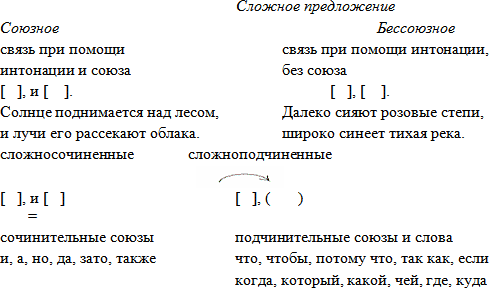 Сложное предложение
Союзное Бессоюзное
связь при помощи связь при помощи интонации,
интонации и союза без союза
[ ], и [ ]. [ ], [ ].
Солнце поднимается над лесом, Далеко сияют розовые степи,
и лучи его рассекают облака. широко синеет тихая река.
сложносочиненные сложноподчиненные
[ ], и [ ] [ ], ( )
=
сочинительные союзы подчинительные союзы и слова
и, а, но, да, зато, также что, чтобы, потому что, так как, если
когда, который, какой, чей, где, куда